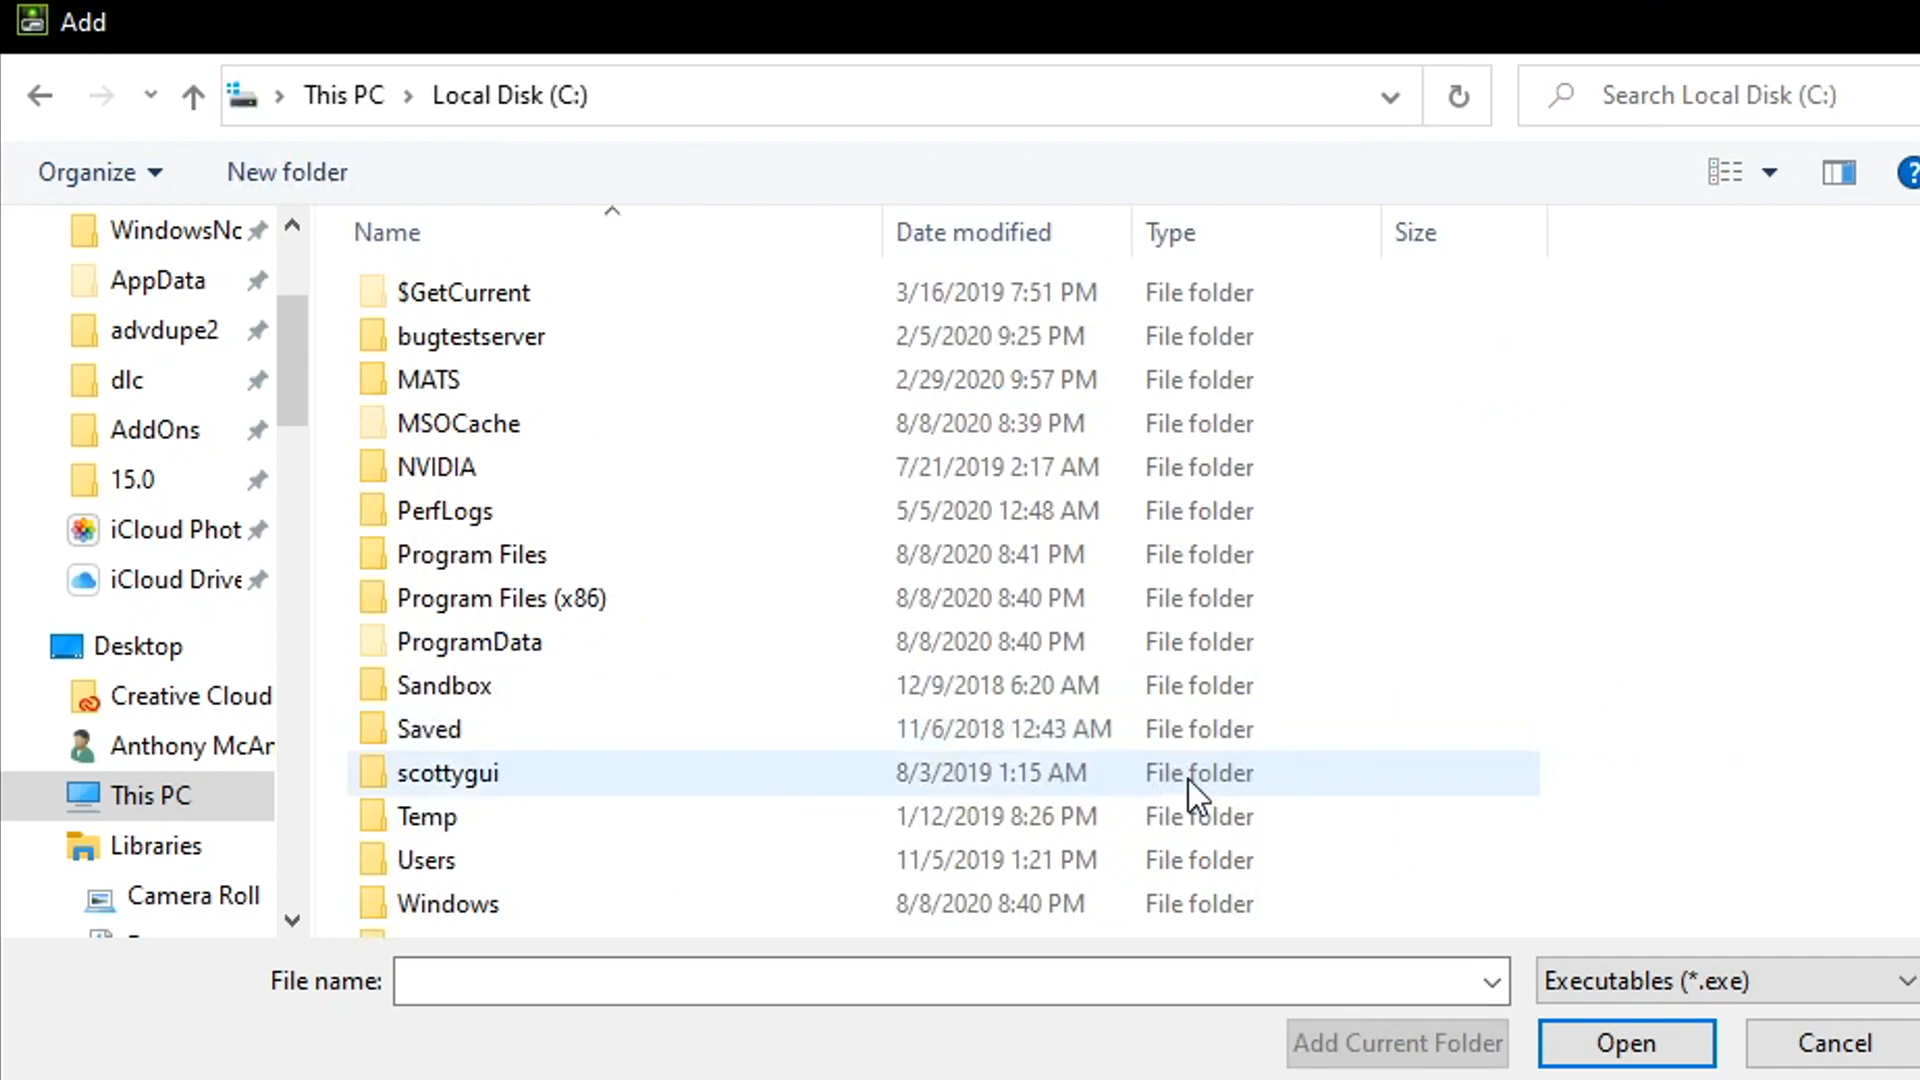 Add
This PC > Local Disk (C:)
Search Local Disk (C:)
Organize
New folder
WindowsNc
AppData
advdupe2
dlc
AddOns
15.0
iCloud Phot
iCloud Drive
Desktop
Creative Cloud
Anthony McAr
This PC
Libraries
Camera Roll
Name Date modified Type Size
$GetCurrent 3/16/2019 7:51 PM File folder
bugtestserver 2/5/2020 9:25 PM File folder
MATS 2/29/2020 9:57 PM File folder
MSOCache 8/8/2020 8:39 PM File folder
NVIDIA 7/21/2019 2:17 AM File folder
PerfLogs 5/5/2020 12:48 AM File folder
Program Files 8/8/2020 8:41 PM File folder
Program Files (x86) 8/8/2020 8:40 PM File folder
ProgramData 8/8/2020 8:40 PM File folder
Sandbox 12/9/2018 6:20 AM File folder
Saved 11/6/2018 12:43 AM File folder
scottygui 8/3/2019 1:15 AM File folder
Temp 1/12/2019 8:26 PM File folder
Users 11/5/2019 1:21 PM File folder
Windows 8/8/2020 8:40 PM File folder
File name:
Executables (*.exe)
Add Current Folder
Open
Cancel